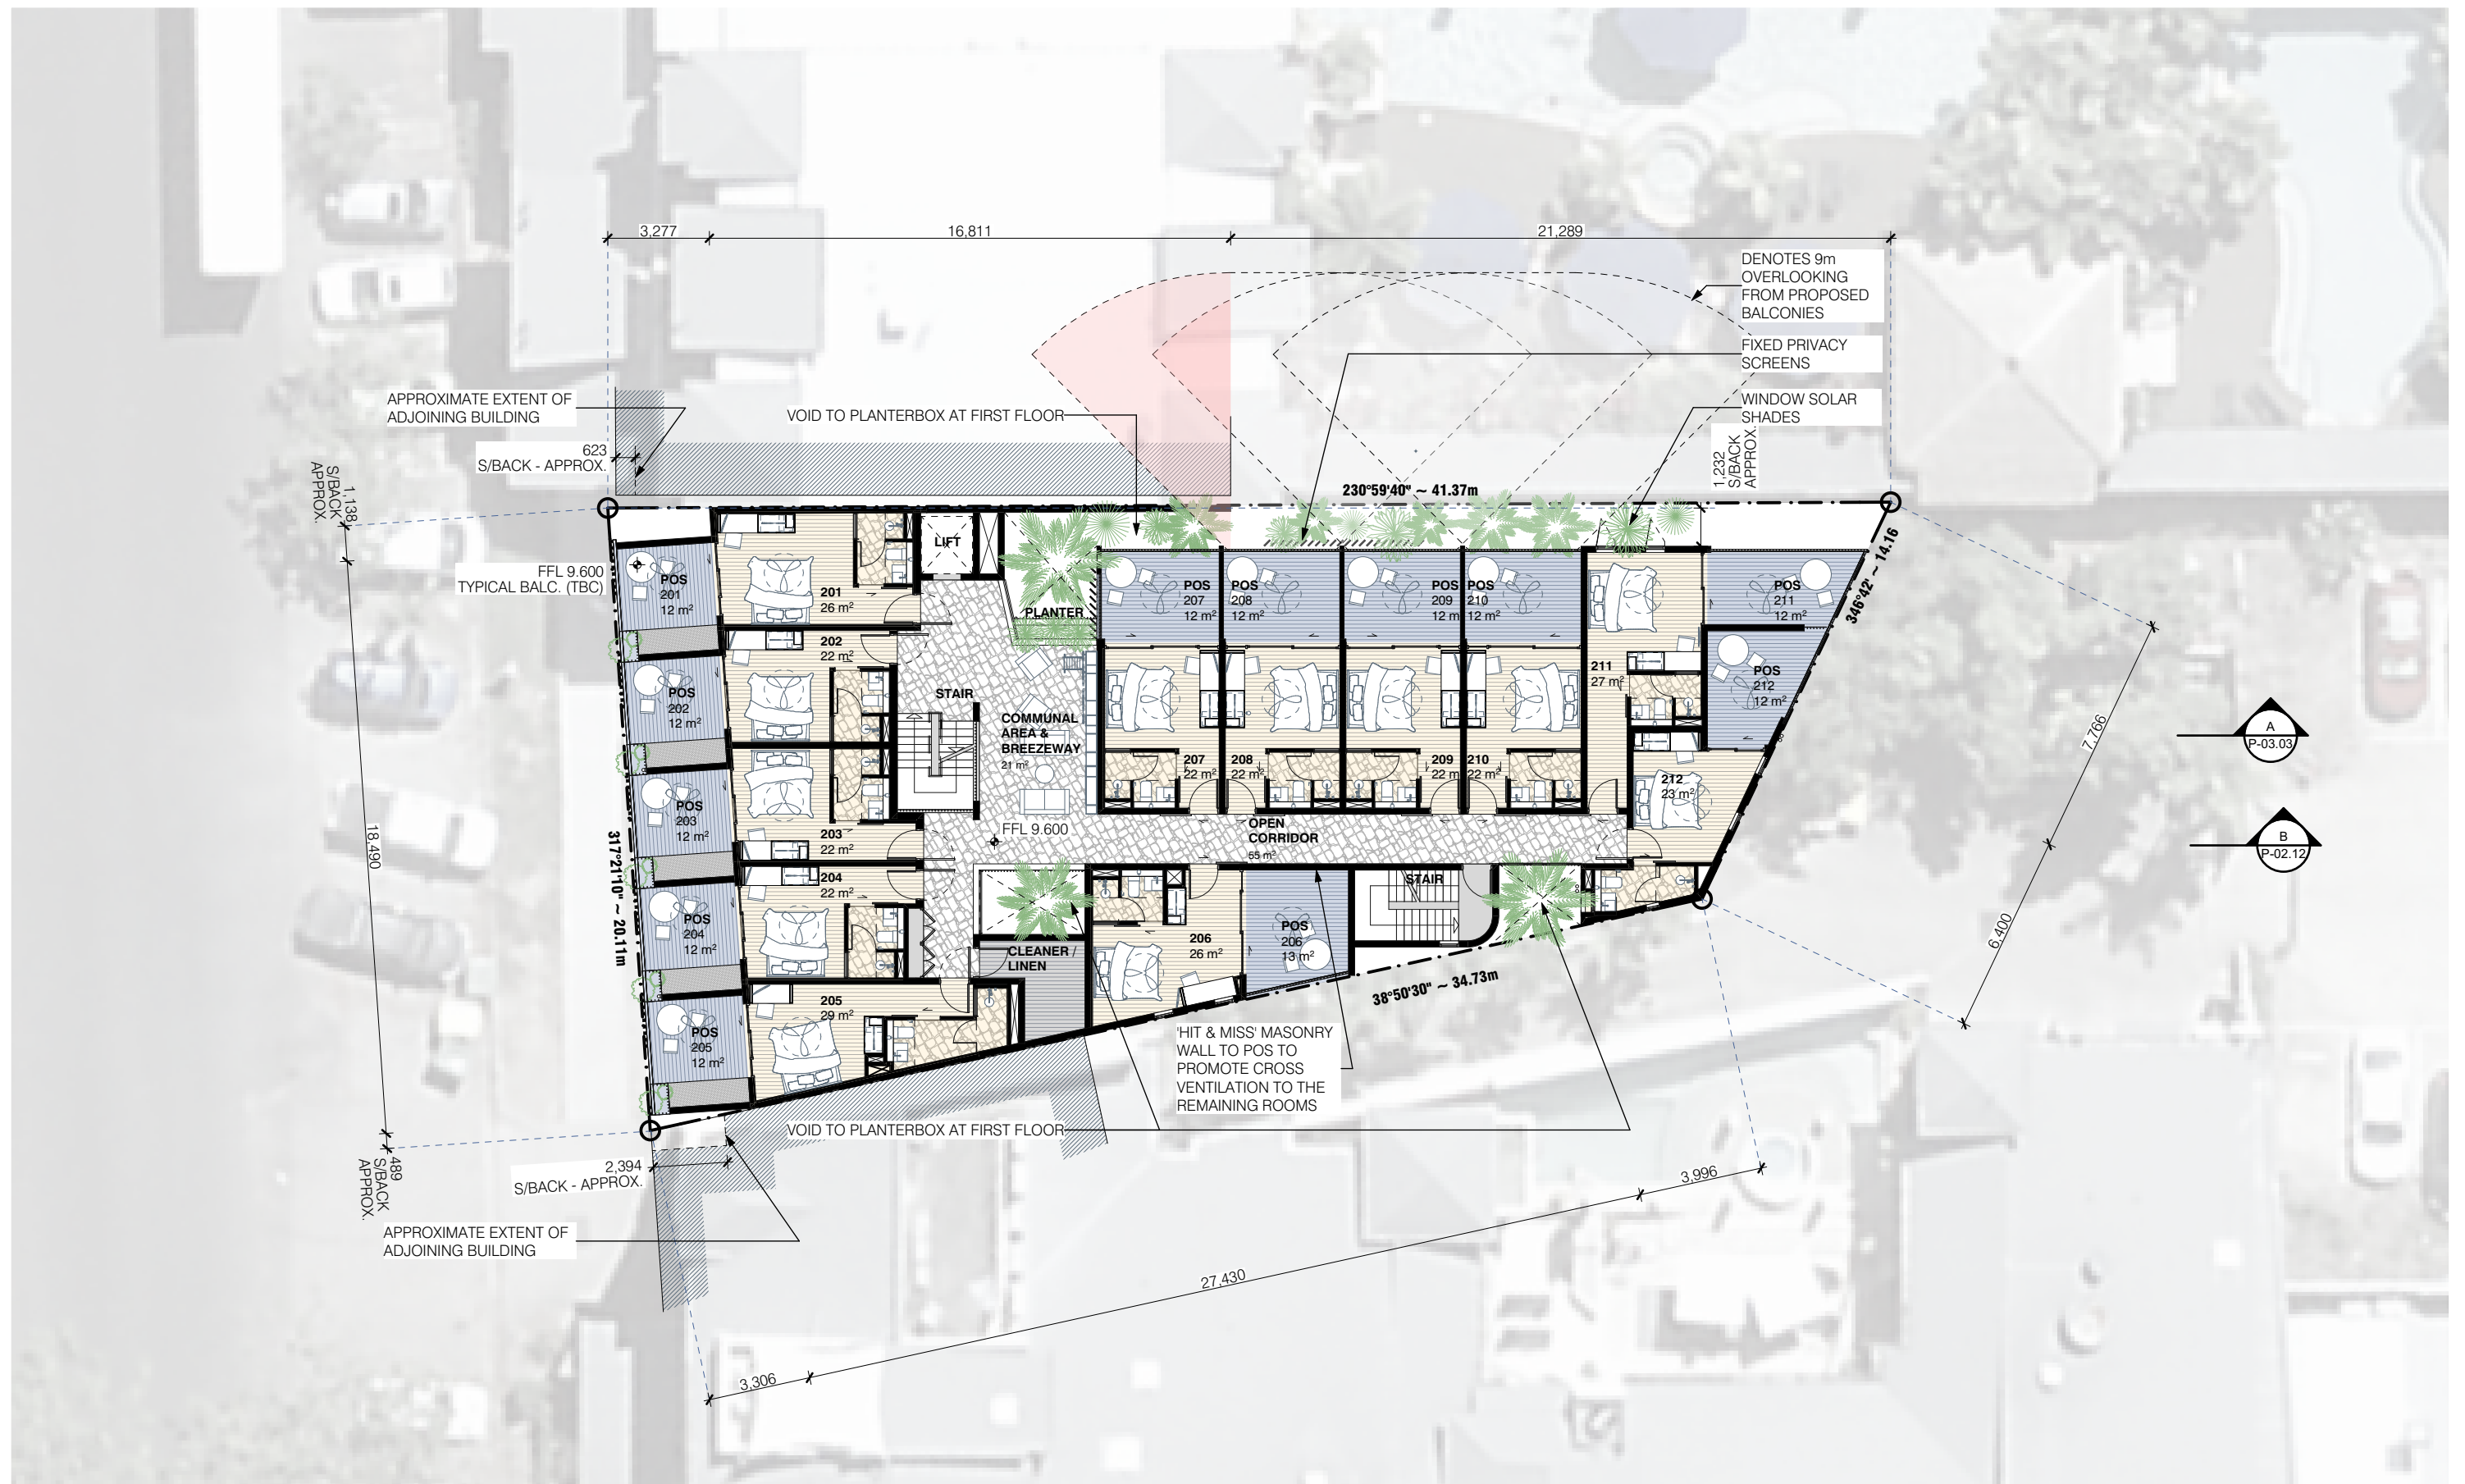 3,277
16,811
21,289
DENOTES 9m
OVERLOOKING
FROM PROPOSED
BALCONIES
FIXED PRIVACY
SCREENS
WINDOW SOLAR
SHADES
APPROXIMATE EXTENT OF
ADJOINING BUILDING
VOID TO PLANTERBOX AT FIRST FLOOR
623
S/BACK - APPROX.
1,232
S/BACK
APPROX.
1,138
S/BACK
APPROX.
230°59'40" ~ 41.37m
346°42' ~ 14.16
FFL 9.600
TYPICAL BALC. (TBC)
LIFT
PLANTER
POS
201
12 m²
201
26 m²
202
22 m²
POS
202
12 m²
STAIR
COMMUNAL
AREA &
BREEZEWAY
21 m²
POS
207
12 m²
POS
208
12 m²
POS
209
12 m
POS
210
12 m²
POS
211
12 m²
POS
212
12 m²
211
27 m²
207
22 m²
208
22 m²
209
22 m
210
22 m²
212
23 m²
POS
203
12 m²
203
22 m²
FFL 9.600
OPEN
CORRIDOR
55 m²
204
22 m²
POS
204
12 m²
STAIR
CLEANER /
LINEN
206
26 m²
POS
206
13 m²
205
29 m²
POS
205
12 m²
317°21'10" ~ 20.11m
38°50'30" ~ 34.73m
18,490
7,766
6,400
A
P-03.03
B
P-02.12
'HIT & MISS' MASONRY
WALL TO POS TO
PROMOTE CROSS
VENTILATION TO THE
REMAINING ROOMS
VOID TO PLANTERBOX AT FIRST FLOOR
489
S/BACK
APPROX.
2,394
S/BACK - APPROX.
APPROXIMATE EXTENT OF
ADJOINING BUILDING
3,996
27,430
3,306